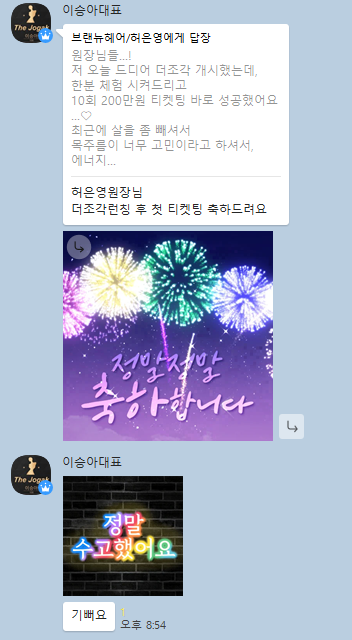 The Jogak
이승아대표
브랜뉴헤어/허은영에게 답장
원장님들...!
저 오늘 드디어 더조각 개시했는데,
한분 체험 시켜드리고
10회 200만원 티켓팅 바로 성공했어요
...♡
최근에 살을 좀 빼셔서
목주름이 너무 고민이라고 하셔서,
에너지...
허은영원장님
더조각런칭 후 첫 티켓팅 축하드려요
정말정말
축하합니다
The Jogak
이승아대표
정말
수고했어요
기뻐요
1
오후 8:54